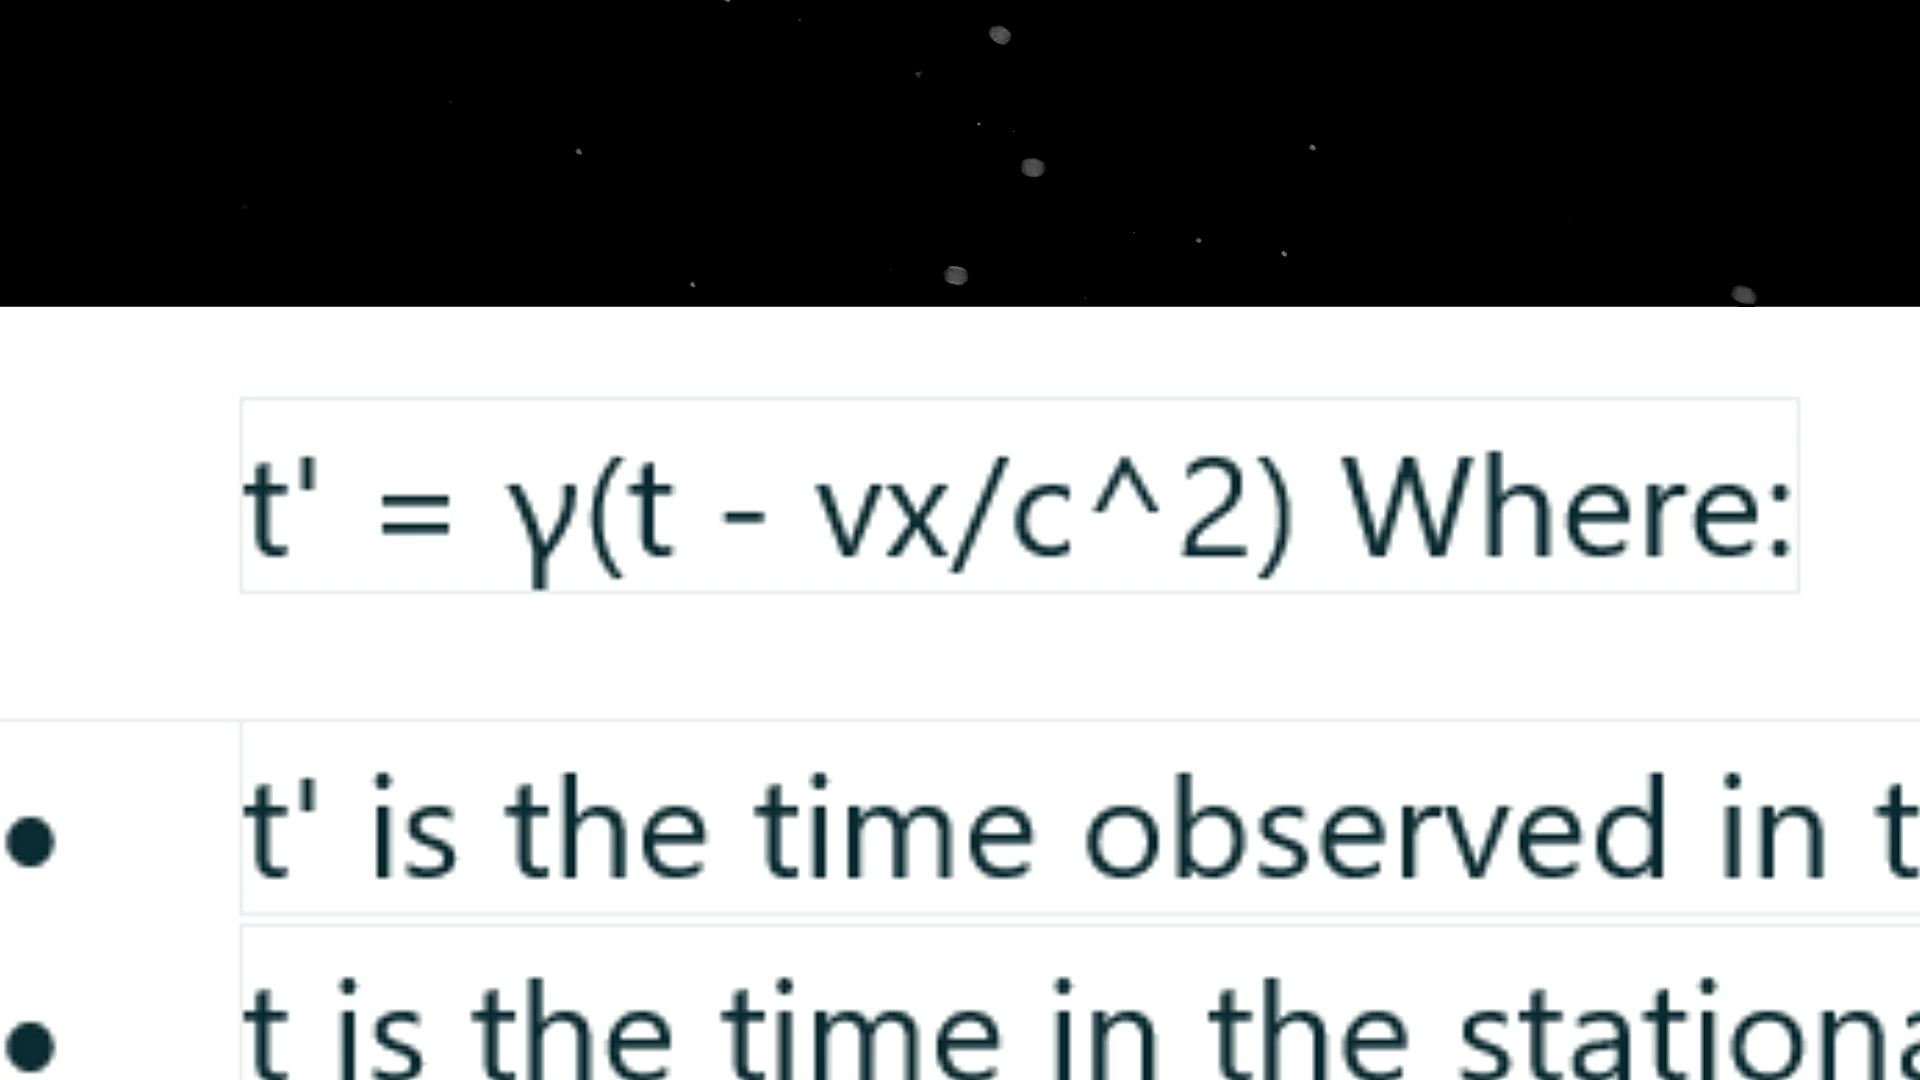 t' = γ(t - vx/c^2) Where:
• t' is the time observed in
• t is the time in the